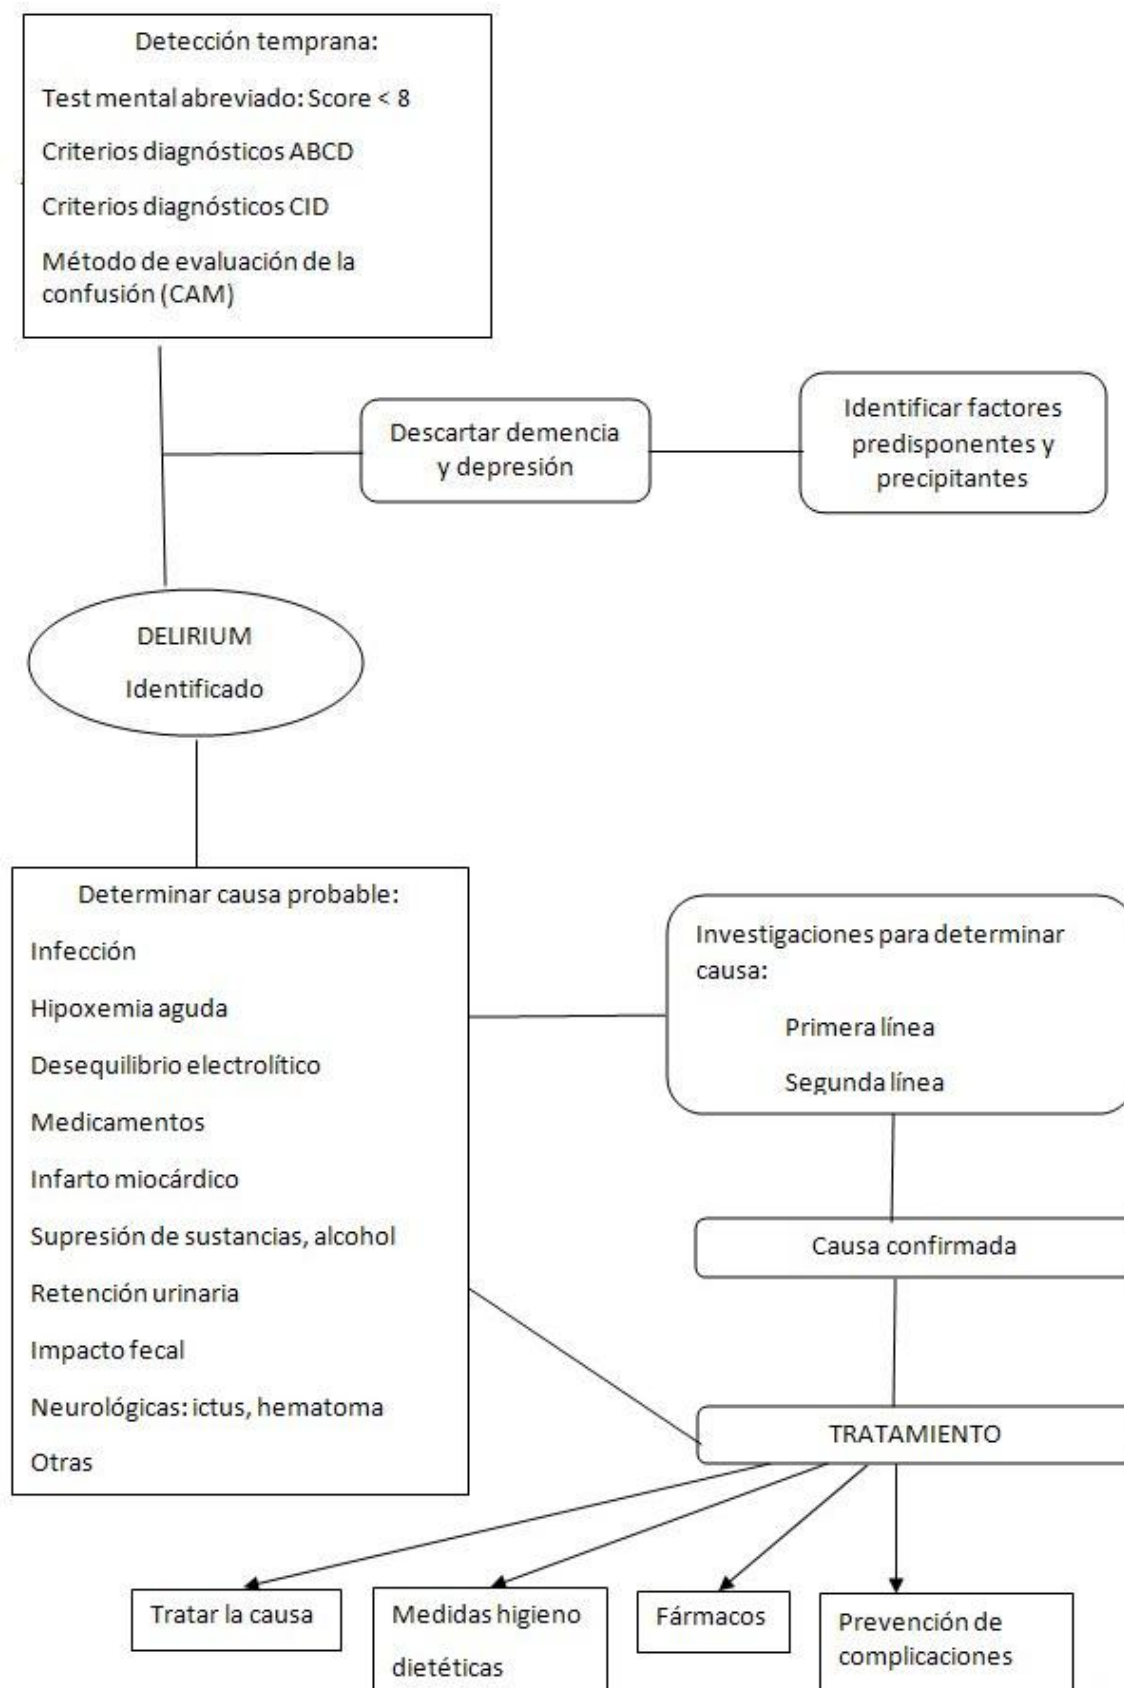 Detección temprana:
Test mental abreviado: Score < 8
Criterios diagnósticos ABCD
Criterios diagnósticos CID
Método de evaluación de la
confusión (CAM)
Descartar demencia
y depresión
Identificar factores
predisponentes y
precipitantes
DELIRIUM
Identificado
Determinar causa probable:
Infección
Hipoxemia aguda
Desequilibrio electrolítico
Medicamentos
Infarto miocárdico
Supresión de sustancias, alcohol
Retención urinaria
Impacto fecal
Neurológicas: ictus, hematoma
Otras
Investigaciones para determinar
causa:
Primera línea
Segunda línea
Causa confirmada
TRATAMIENTO
Tratar la causa
Medidas higieno
dietéticas
Fármacos
Prevención de
complicaciones